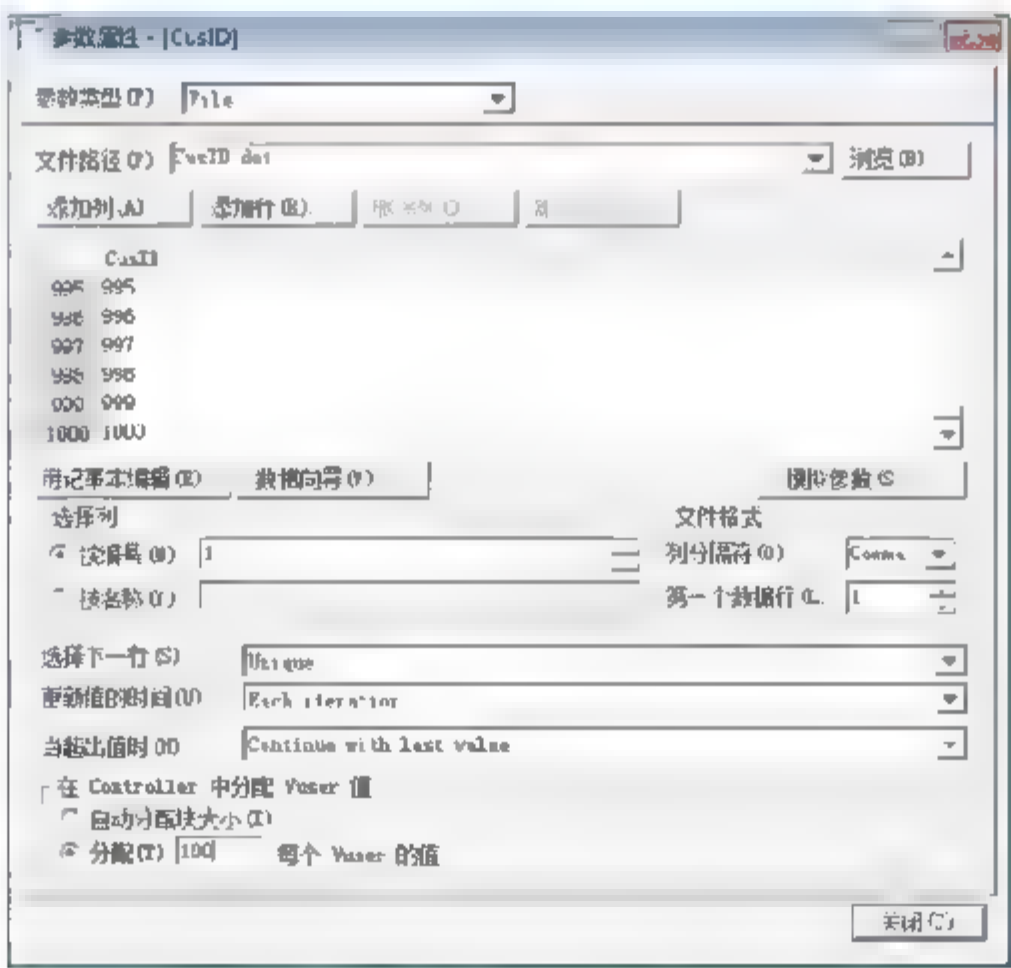 参数属性 - [CusID]
参数类型(P) File
文件路径(F) CusID.dat 浏览(B)
添加列(A) 添加行(R)
CusID
995 995
996 996
997 997
998 998
999 999
1000 1000
用记事本编辑(E) 数据向导(W) 模拟参数(S)
选择列 文件格式
按编号(N) 1 列分隔符(O) Comma
按名称(Y) 第一个数据行(L) 1
选择下一行(S) Unique
更新值的时间(U) Each iteration
当超出值时(W) Continue with last value
在 Controller 中分配 Vuser 值
自动分配块大小(Z)
分配(T) 100 每个 Vuser 的值
关闭(C)